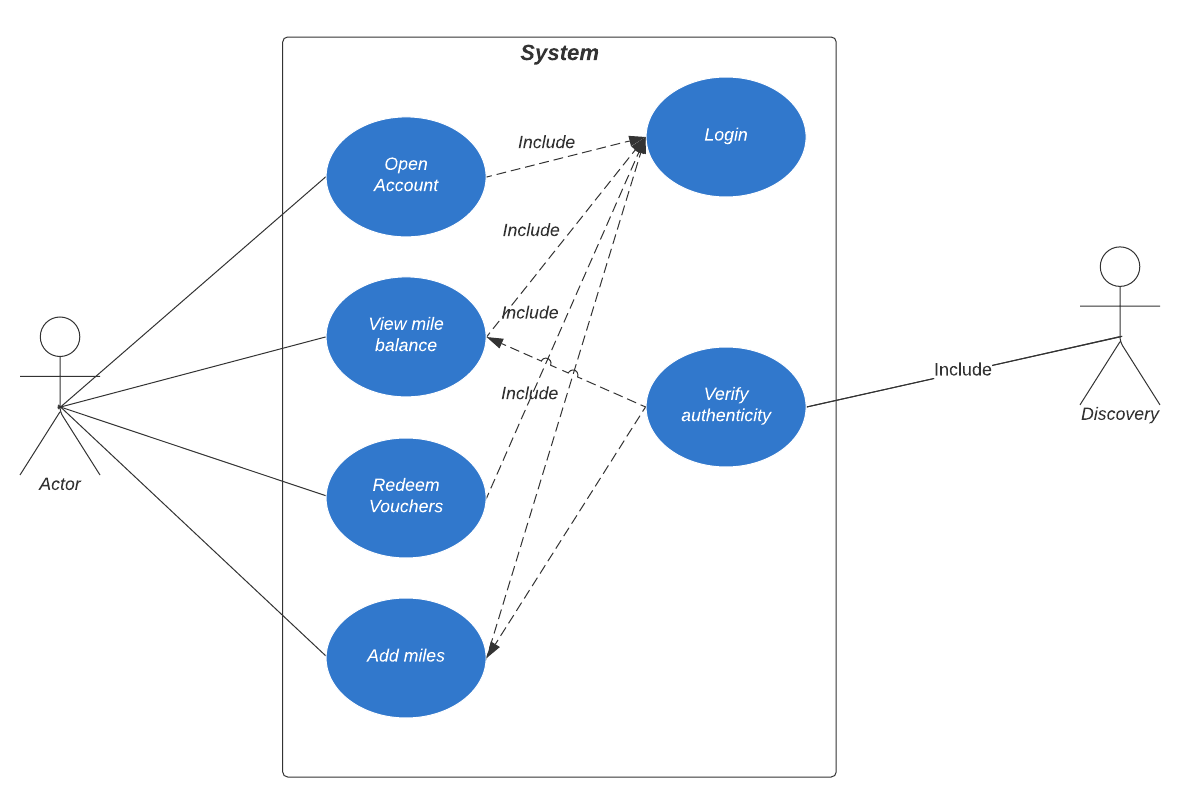 System
Open
Account
Include
Login
Include
View mile
balance
Include
Include
Verify
authenticity
Include
Discovery
Redeem
Vouchers
Actor
Add miles